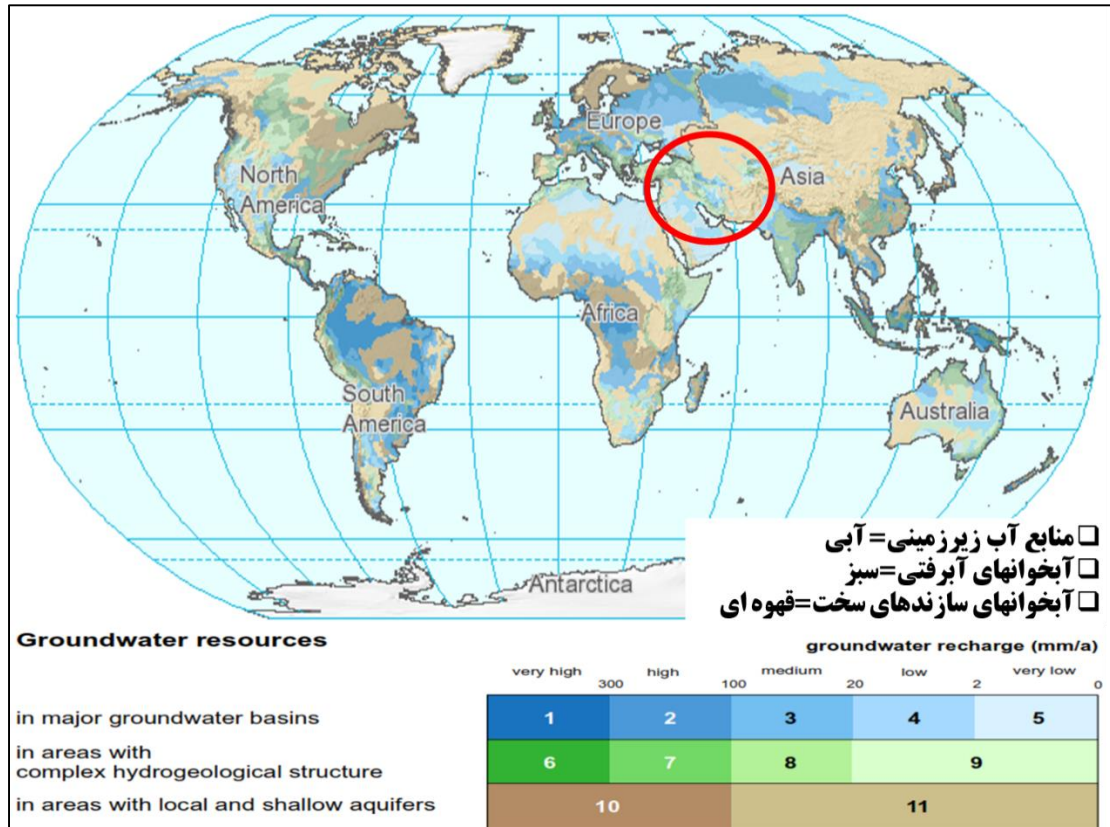 Europe
Asia
North
America
Africa
South
America
Australia
Antarctica
❑ منابع آب زیرزمینی=آبی
❑ آبخوانهای آبرفتی=سبز
❑ آبخوانهای سازندهای سخت=قهوه ای
Groundwater resources
groundwater recharge (mm/a)
very high high medium low very low
300 100 20 2 0
in major groundwater basins 1 2 3 4 5
in areas with
complex hydrogeological structure 6 7 8 9
in areas with local and shallow aquifers 10 11